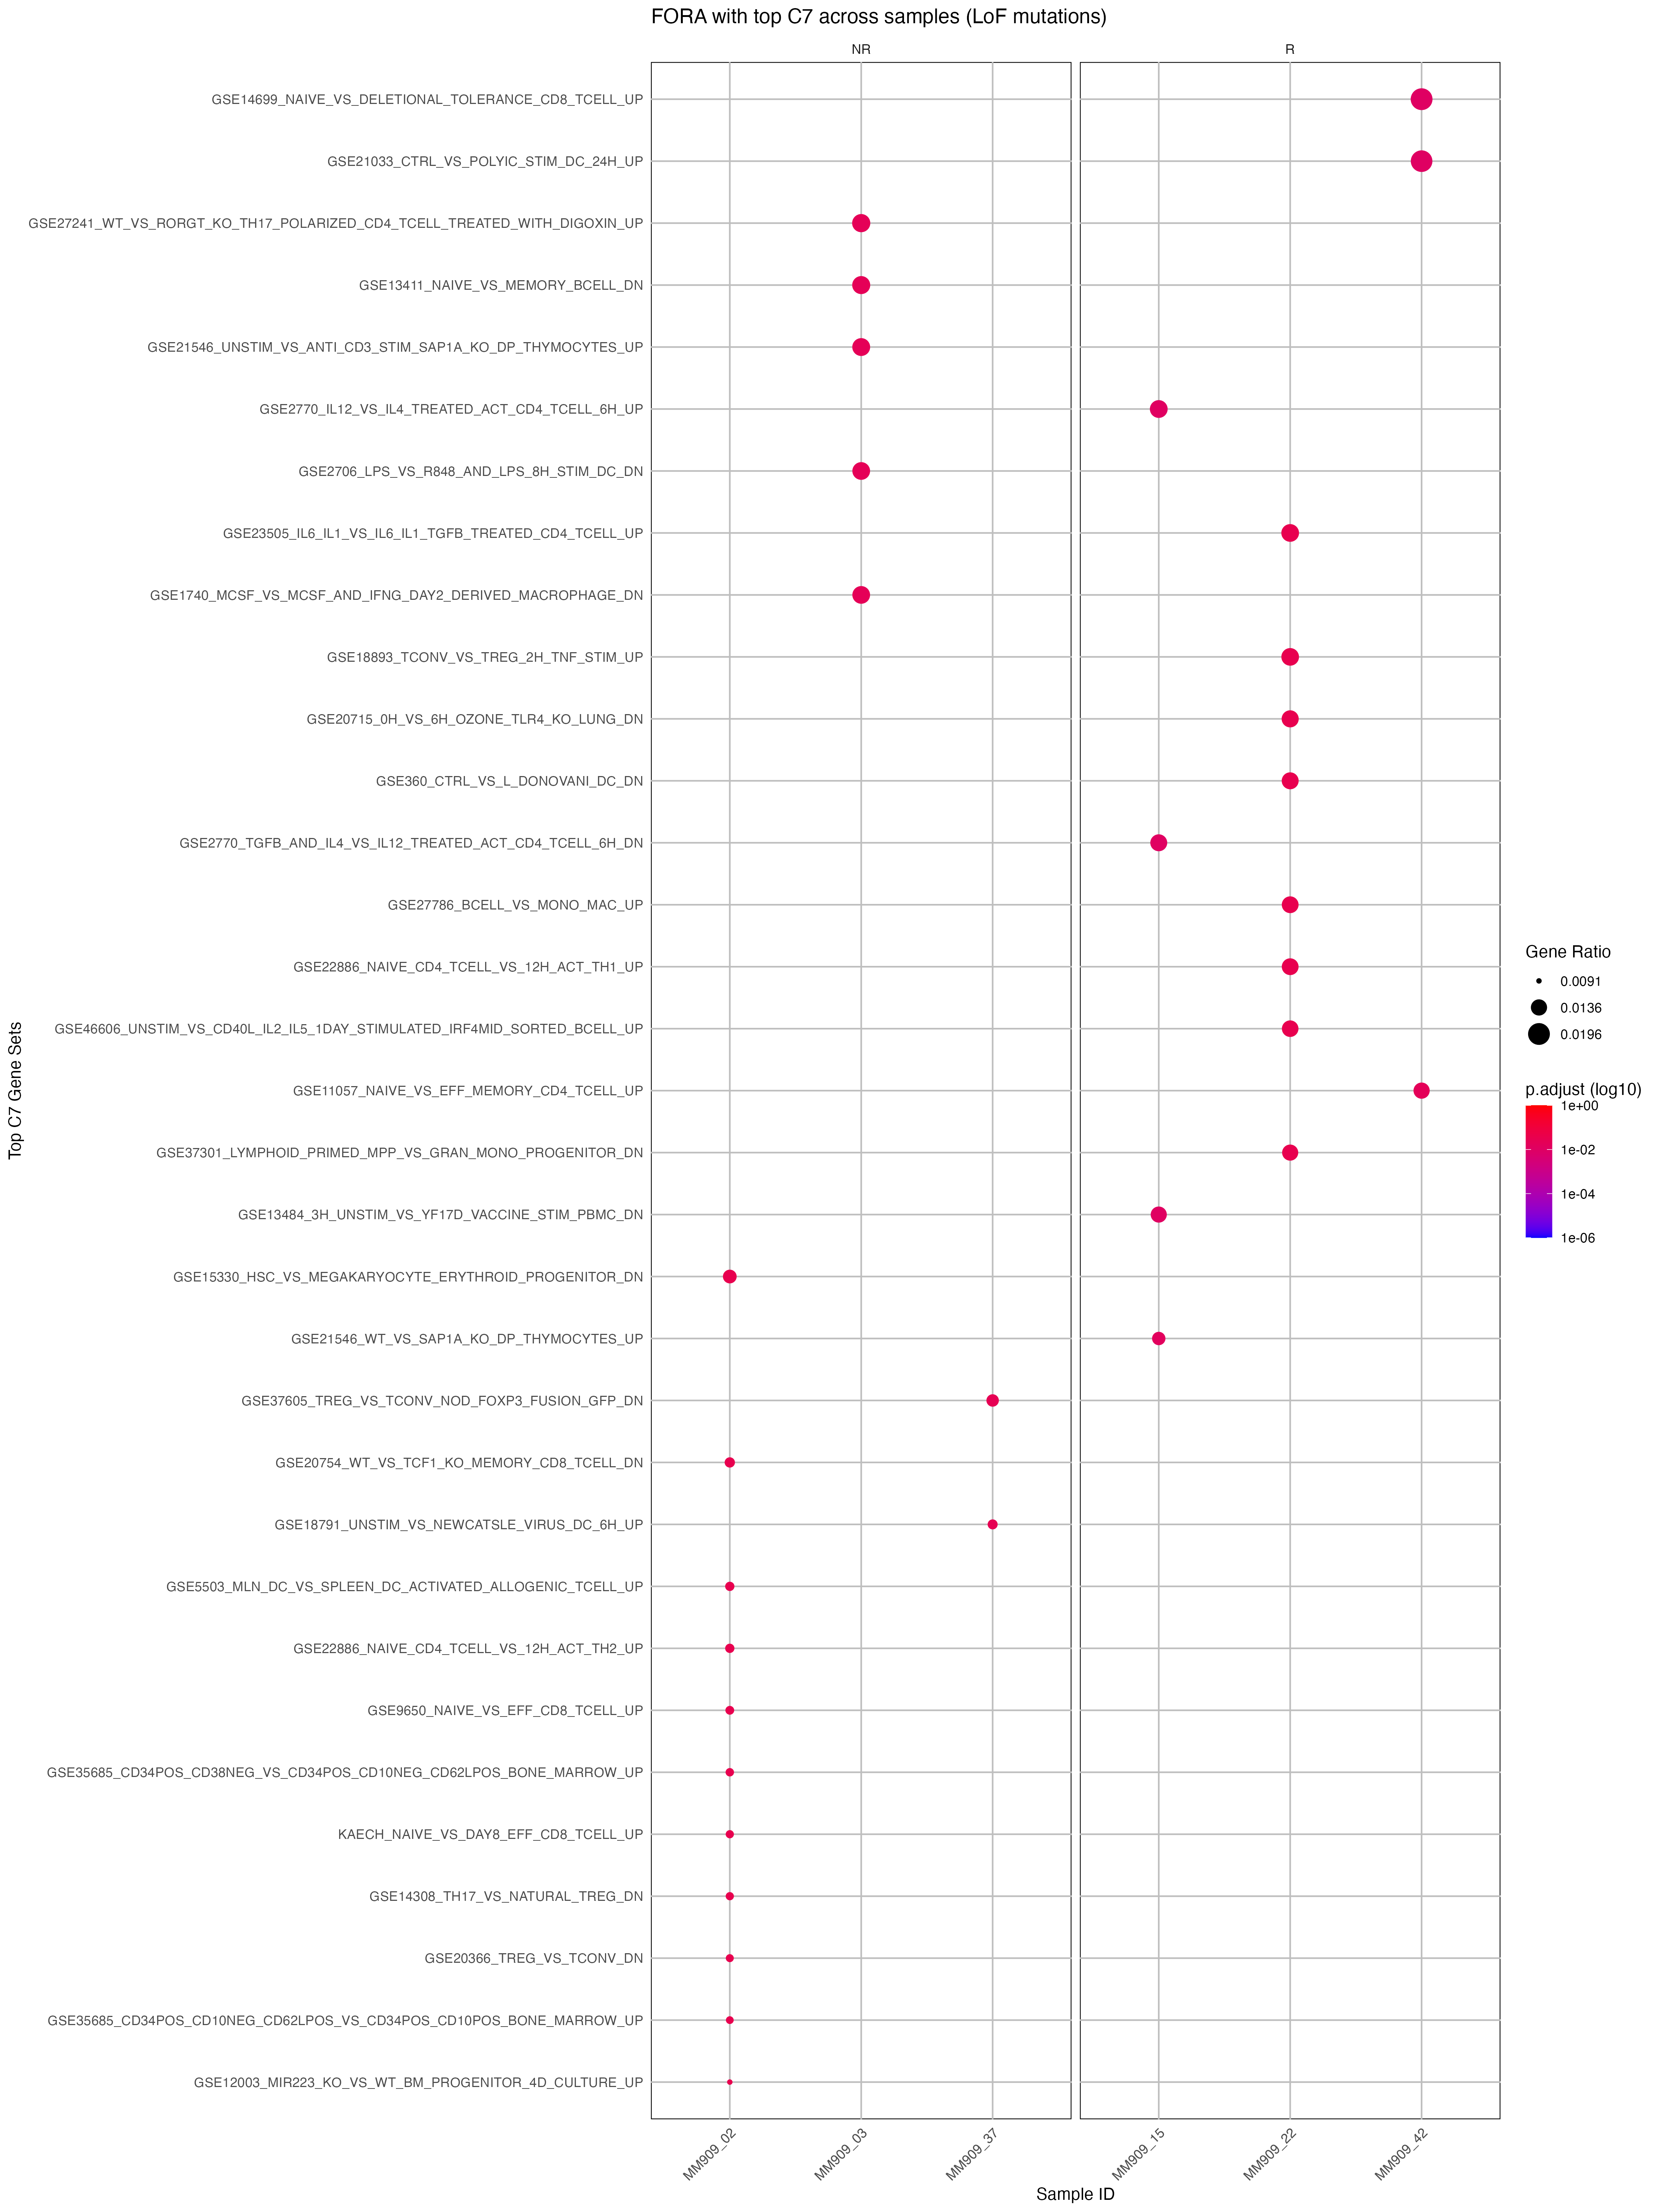 FORA with top C7 across samples (LoF mutations)
NR
R
GSE14699_NAIVE_VS_DELETIONAL_TOLERANCE_CD8_TCELL_UP
GSE21033_CTRL_VS_POLYIC_STIM_DC_24H_UP
GSE27241_WT_VS_RORGT_KO_TH17_POLARIZED_CD4_TCELL_TREATED_WITH_DIGOXIN_UP
GSE13411_NAIVE_VS_MEMORY_BCELL_DN
GSE21546_UNSTIM_VS_ANTI_CD3_STIM_SAP1A_KO_DP_THYMOCYTES_UP
GSE2770_IL12_VS_IL4_TREATED_ACT_CD4_TCELL_6H_UP
GSE2706_LPS_VS_R848_AND_LPS_8H_STIM_DC_DN
GSE23505_IL6_IL1_VS_IL6_IL1_TGFB_TREATED_CD4_TCELL_UP
GSE1740_MCSF_VS_MCSF_AND_IFNG_DAY2_DERIVED_MACROPHAGE_DN
GSE18893_TCONV_VS_TREG_2H_TNF_STIM_UP
GSE20715_0H_VS_6H_OZONE_TLR4_KO_LUNG_DN
GSE360_CTRL_VS_L_DONOVANI_DC_DN
GSE2770_TGFB_AND_IL4_VS_IL12_TREATED_ACT_CD4_TCELL_6H_DN
GSE27786_BCELL_VS_MONO_MAC_UP
GSE22886_NAIVE_CD4_TCELL_VS_12H_ACT_TH1_UP
GSE46606_UNSTIM_VS_CD40L_IL2_IL5_1DAY_STIMULATED_IRF4MID_SORTED_BCELL_UP
GSE11057_NAIVE_VS_EFF_MEMORY_CD4_TCELL_UP
GSE37301_LYMPHOID_PRIMED_MPP_VS_GRAN_MONO_PROGENITOR_DN
GSE13484_3H_UNSTIM_VS_YF17D_VACCINE_STIM_PBMC_DN
GSE15330_HSC_VS_MEGAKARYOCYTE_ERYTHROID_PROGENITOR_DN
GSE21546_WT_VS_SAP1A_KO_DP_THYMOCYTES_UP
GSE37605_TREG_VS_TCONV_NOD_FOXP3_FUSION_GFP_DN
GSE20754_WT_VS_TCF1_KO_MEMORY_CD8_TCELL_DN
GSE18791_UNSTIM_VS_NEWCATSLE_VIRUS_DC_6H_UP
GSE5503_MLN_DC_VS_SPLEEN_DC_ACTIVATED_ALLOGENIC_TCELL_UP
GSE22886_NAIVE_CD4_TCELL_VS_12H_ACT_TH2_UP
GSE9650_NAIVE_VS_EFF_CD8_TCELL_UP
GSE35685_CD34POS_CD38NEG_VS_CD34POS_CD10NEG_CD62LPOS_BONE_MARROW_UP
KAECH_NAIVE_VS_DAY8_EFF_CD8_TCELL_UP
GSE14308_TH17_VS_NATURAL_TREG_DN
GSE20366_TREG_VS_TCONV_DN
GSE35685_CD34POS_CD10NEG_CD62LPOS_VS_CD34POS_CD10POS_BONE_MARROW_UP
GSE12003_MIR223_KO_VS_WT_BM_PROGENITOR_4D_CULTURE_UP
Top C7 Gene Sets
MM909_02
MM909_03
MM909_37
MM909_15
MM909_22
MM909_42
Sample ID
Gene Ratio
0.0091
0.0136
0.0196
p.adjust (log10)
1e+00
1e-02
1e-04
1e-06